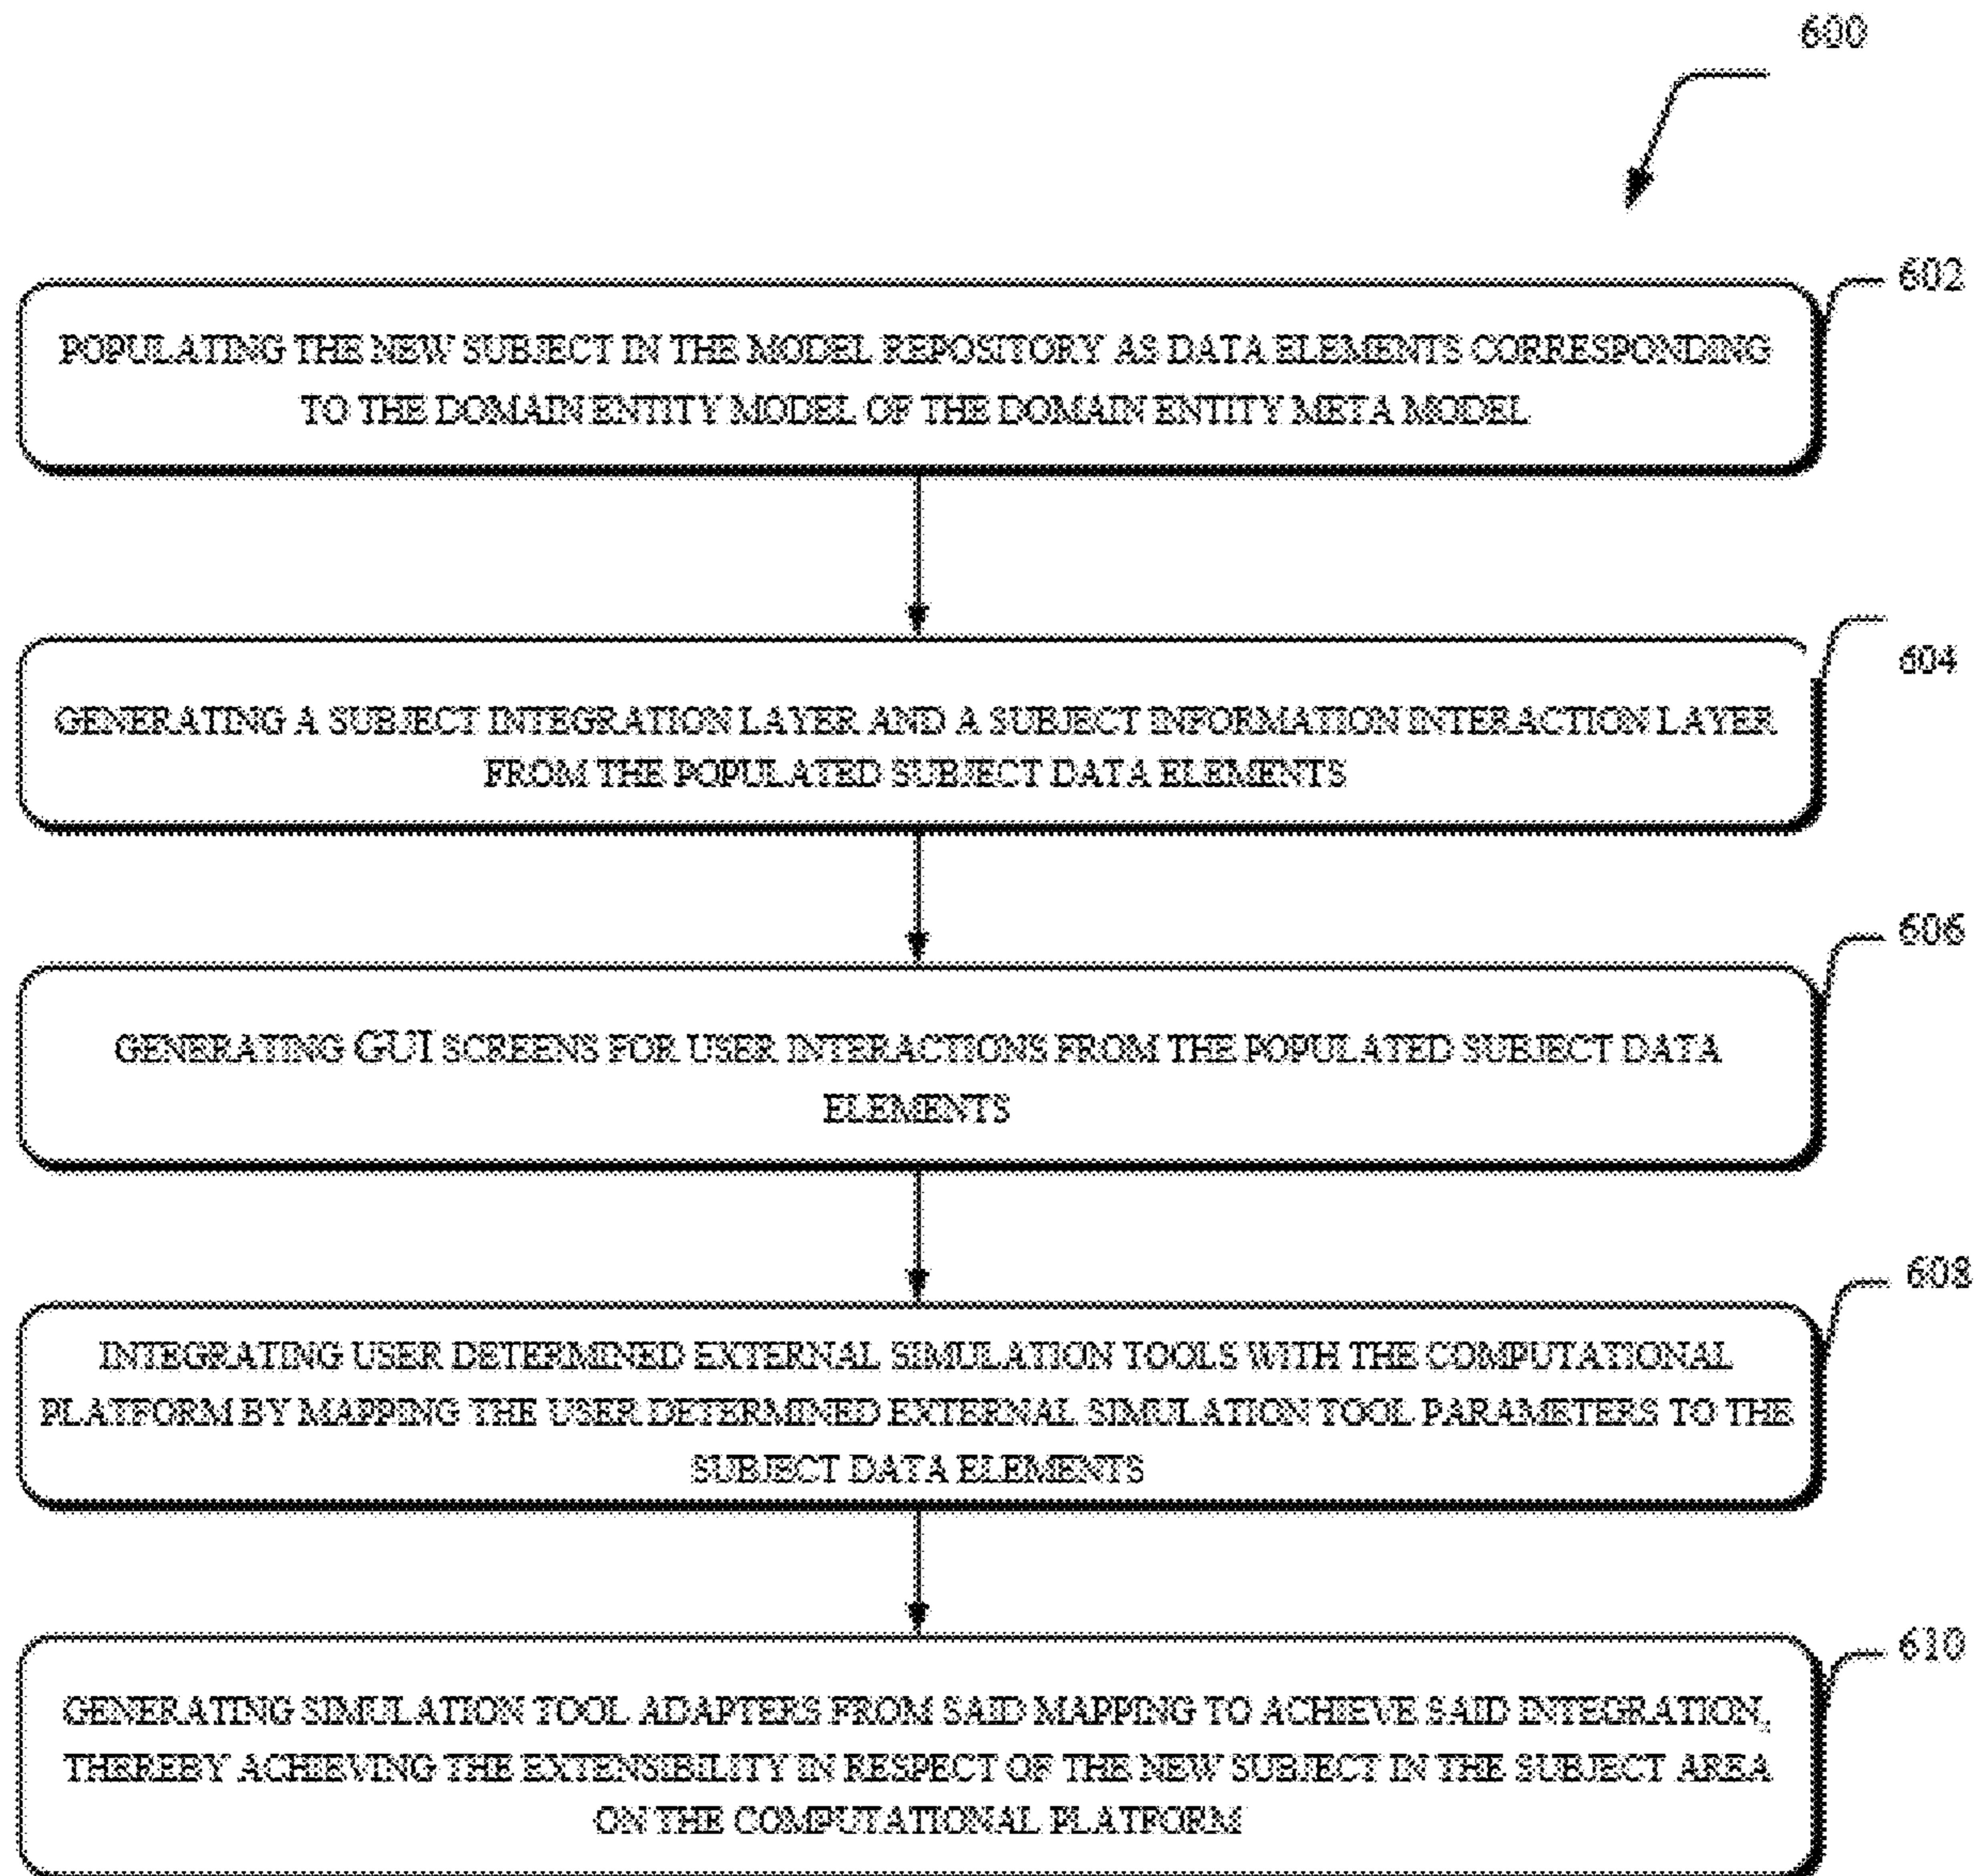 600
602
POPULATING THE NEW SUBJECT IN THE MODEL REPOSITORY AS DATA ELEMENTS CORRESPONDING
TO THE DOMAIN ENTITY MODEL OF THE DOMAIN ENTITY META MODEL
604
GENERATING A SUBJECT INTEGRATION LAYER AND A SUBJECT INFORMATION INTERACTION LAYER
FROM THE POPULATED SUBJECT DATA ELEMENTS
606
GENERATING GUI SCREENS FOR USER INTERACTIONS FROM THE POPULATED SUBJECT DATA
ELEMENTS
608
INTEGRATING USER DETERMINED EXTERNAL SIMULATION TOOLS WITH THE COMPUTATIONAL
PLATFORM BY MAPPING THE USER DETERMINED EXTERNAL SIMULATION TOOL PARAMETERS TO THE
SUBJECT DATA ELEMENTS
610
GENERATING SIMULATION TOOL ADAPTERS FROM SAID MAPPING TO ACHIEVE SAID INTEGRATION,
THEREBY ACHIEVING THE EXTENSIBILITY IN RESPECT OF THE NEW SUBJECT IN THE SUBJECT AREA
ON THE COMPUTATIONAL PLATFORM